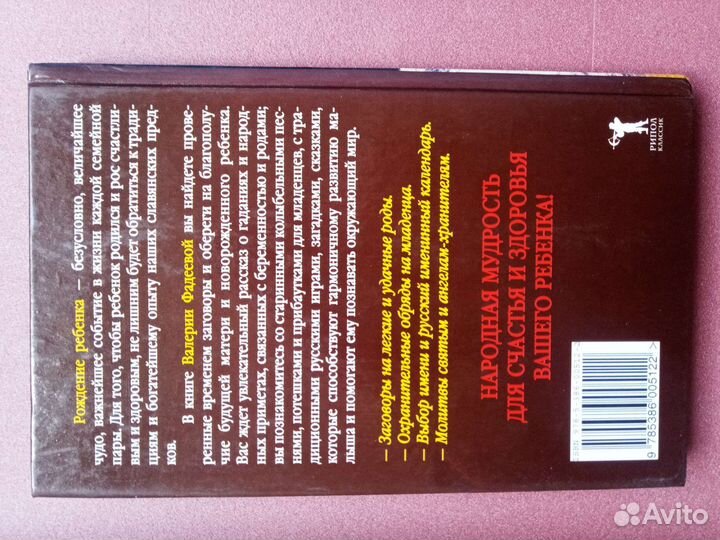 Рождение ребенка – безусловно, величайшее
чудо, важнейшее событие в жизни каждой семейной
пары. Для того, чтобы ребенок родился и рос счастли-
вым и здоровым, не лишним будет обратиться к тради-
циям и богатейшему опыту наших славянских пред-
ков.
В книге Валерии Фадеевой вы найдете прове-
ренные временем заговоры и обереги на благополу-
чие будущей матери и новорожденного ребенка.
Вас ждет увлекательный рассказ о гаданиях и народ-
ных приметах, связанных с беременностью и родами;
вы познакомитесь со старинными колыбельными пес-
нями, потешками и прибаутками для младенцев, с тра-
диционными русскими играми, загадками, сказками,
которые способствуют гармоничному развитию ма-
лыша и помогают ему познавать окружающий мир.
– Заговоры на легкие и удачные роды.
– Охранительные обряды на младенца.
– Выбор имени и русский именинный календарь.
– Молитвы святым и ангелам-хранителям.
НАРОДНАЯ МУДРОСТЬ
ДЛЯ СЧАСТЬЯ И ЗДОРОВЬЯ
ВАШЕГО РЕБЕНКА!
РИПОЛ
КЛАССИК
9 785386 005122 >
Avito